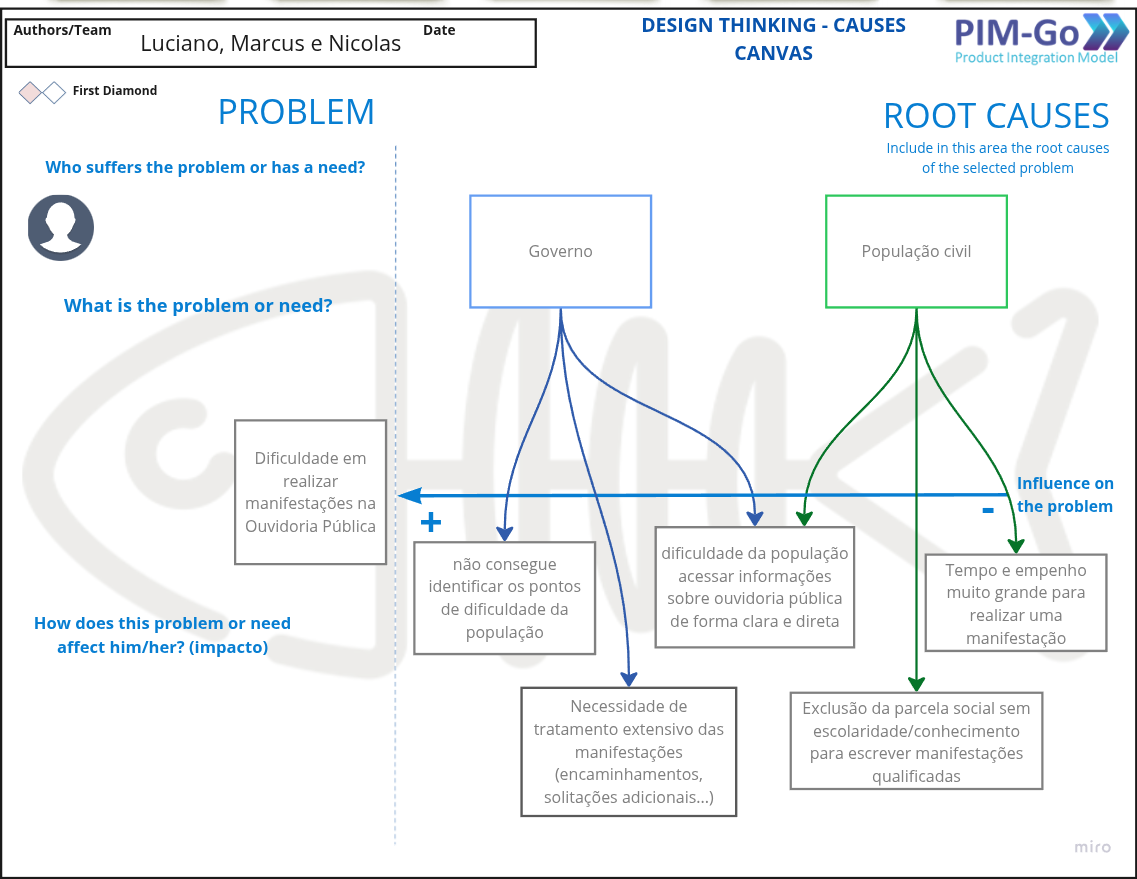 Authors/Team
Luciano, Marcus e Nicolas
Date
DESIGN THINKING - CAUSES
CANVAS
PIM-Go
Product Integration Model
First Diamond
PROBLEM
ROOT CAUSES
Include in this area the root causes
of the selected problem
Who suffers the problem or has a need?
What is the problem or need?
Governo
População civil
Dificuldade em
realizar
manifestações na
Ouvidoria Pública
Influence on
the problem
+
-
não consegue
identificar os pontos
de dificuldade da
população
dificuldade da população
acessar informações
sobre ouvidoria pública
de forma clara e direta
Tempo e empenho
muito grande para
realizar uma
manifestação
How does this problem or need
affect him/her? (impacto)
Necessidade de
tratamento extensivo das
manifestações
(encaminhamentos,
solitações adicionais...)
Exclusão da parcela social sem
escolaridade/conhecimento
para escrever manifestações
qualificadas
miro